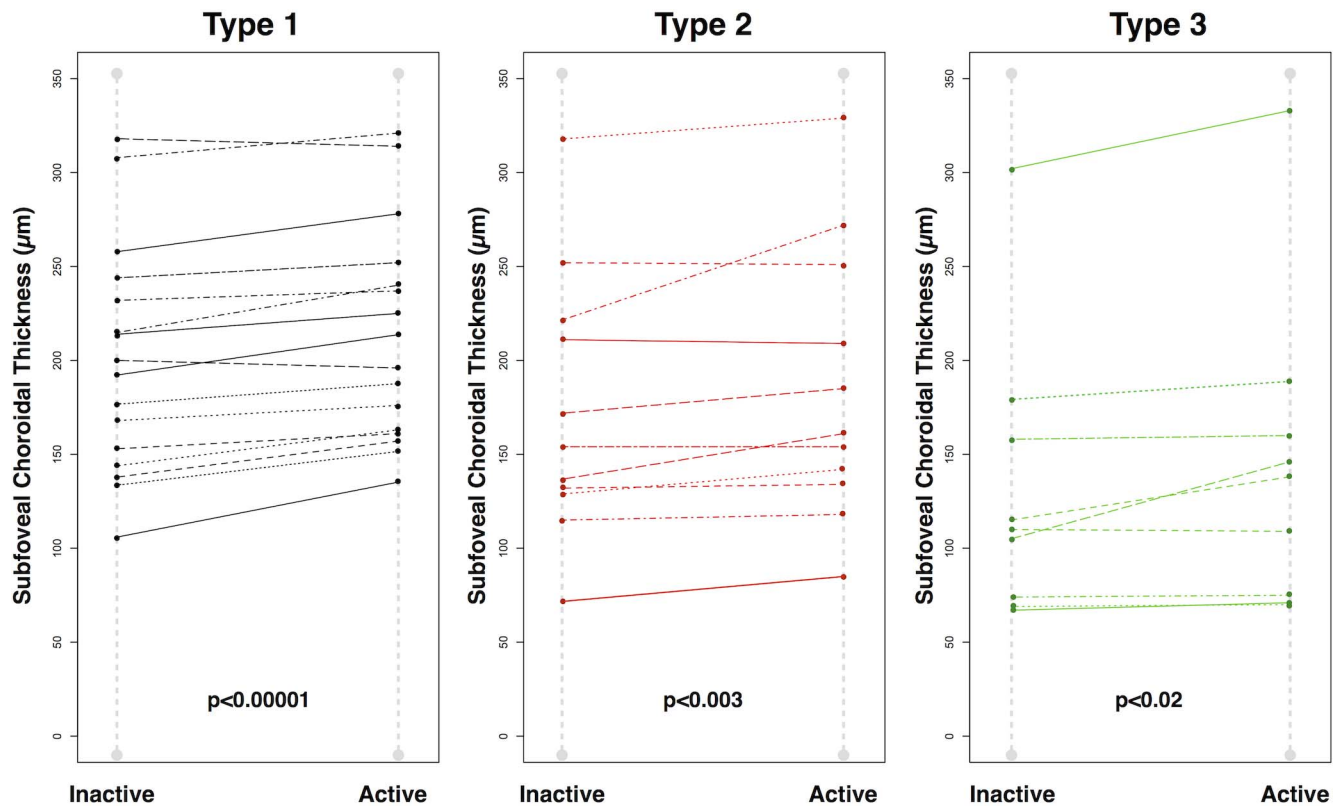 Type 1
Subfoveal Choroidal Thickness (μm)
350
300
250
200
150
100
50
0
p<0.00001
Inactive Active
Type 2
Subfoveal Choroidal Thickness (μm)
350
300
250
200
150
100
50
0
p<0.003
Inactive Active
Type 3
Subfoveal Choroidal Thickness (μm)
350
300
250
200
150
100
50
0
p<0.02
Inactive Active